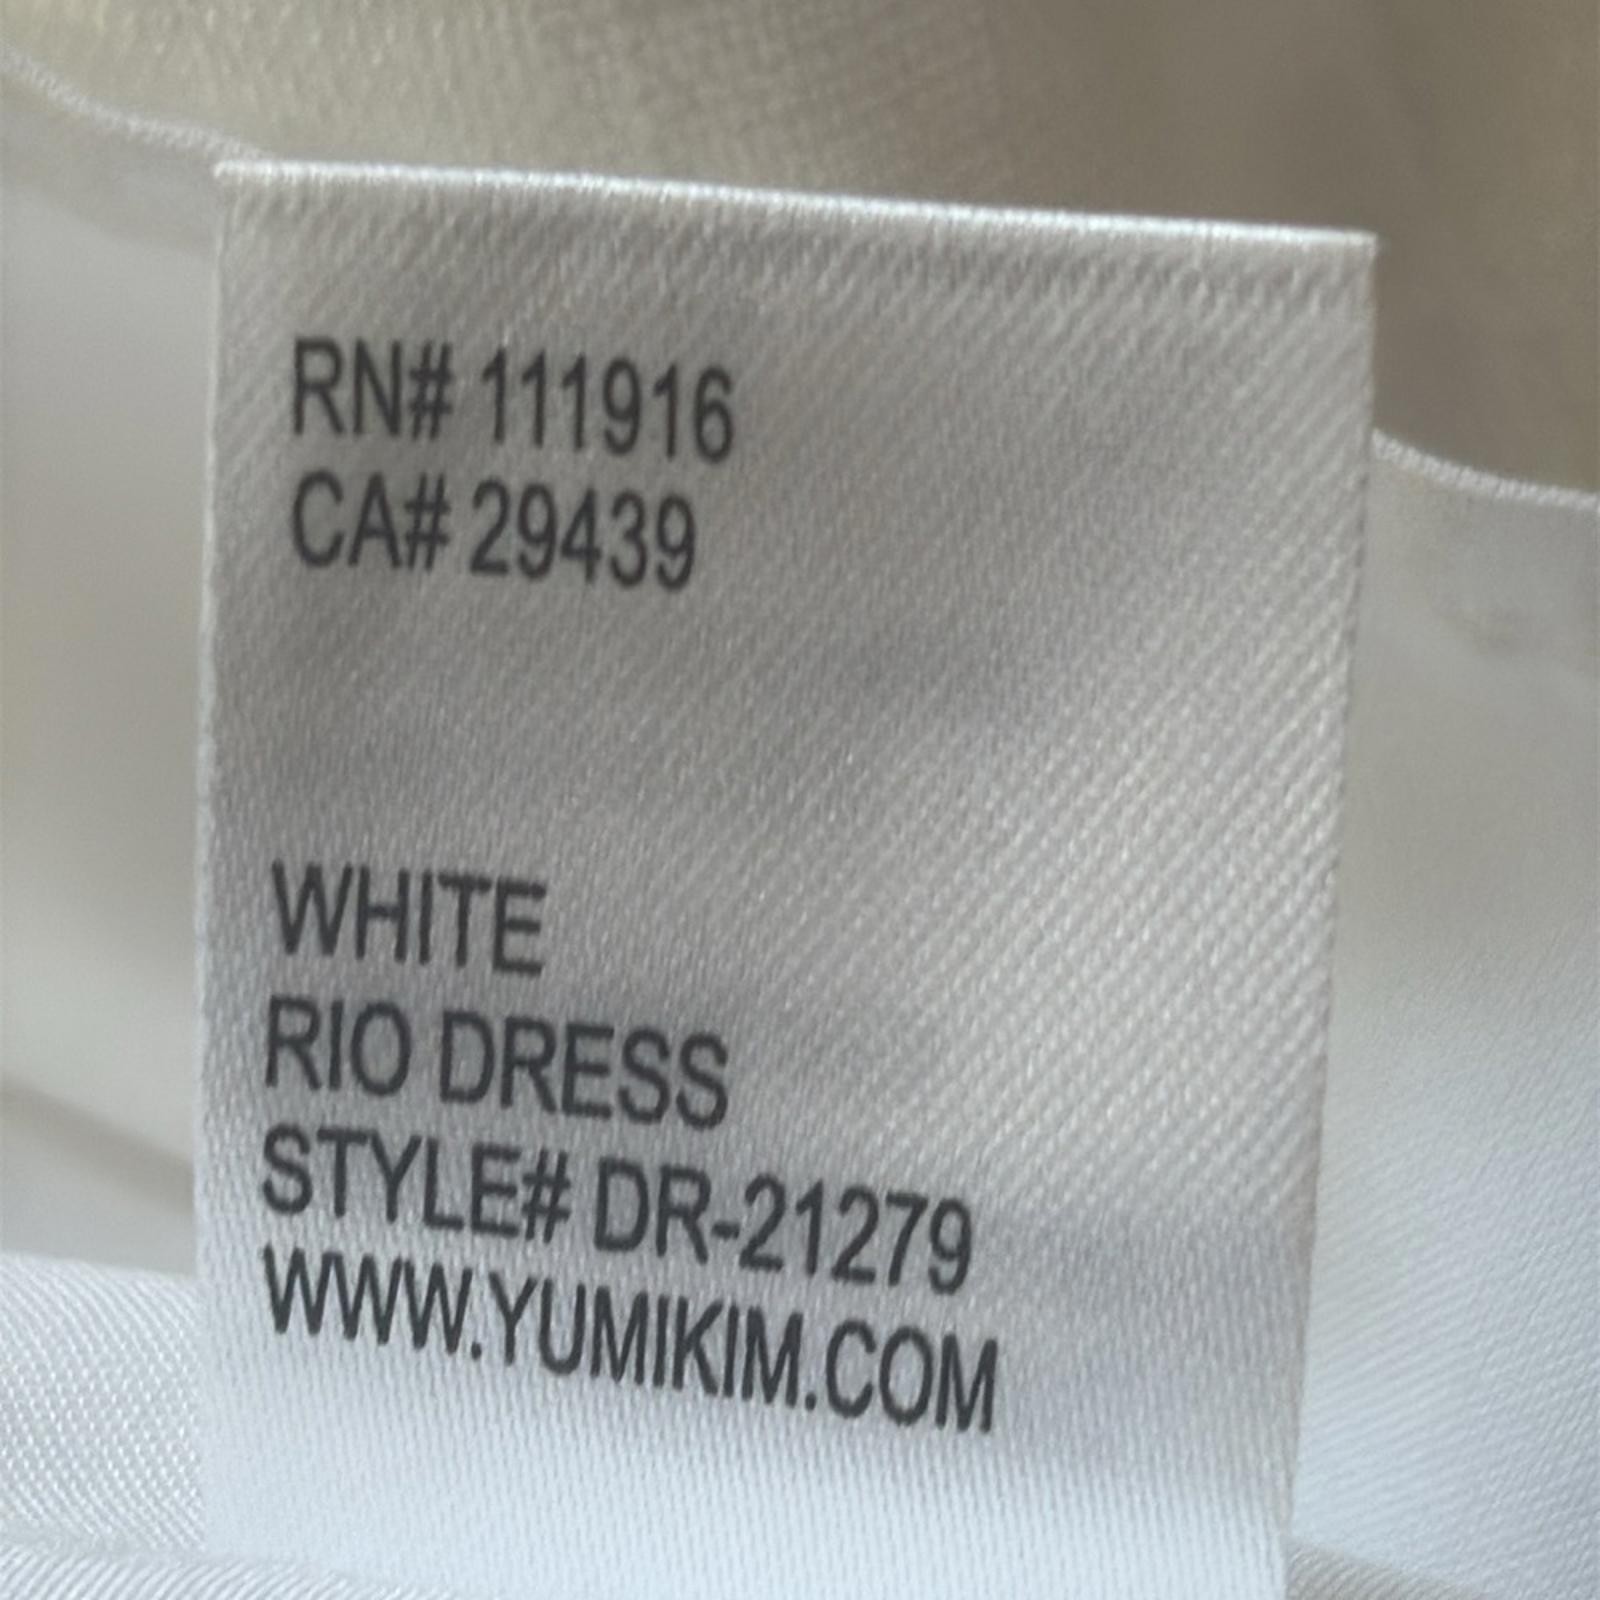 RN# 111916
CA# 29439
WHITE
RIO DRESS
STYLE# DR-21279
WWW.YUMIKIM.COM